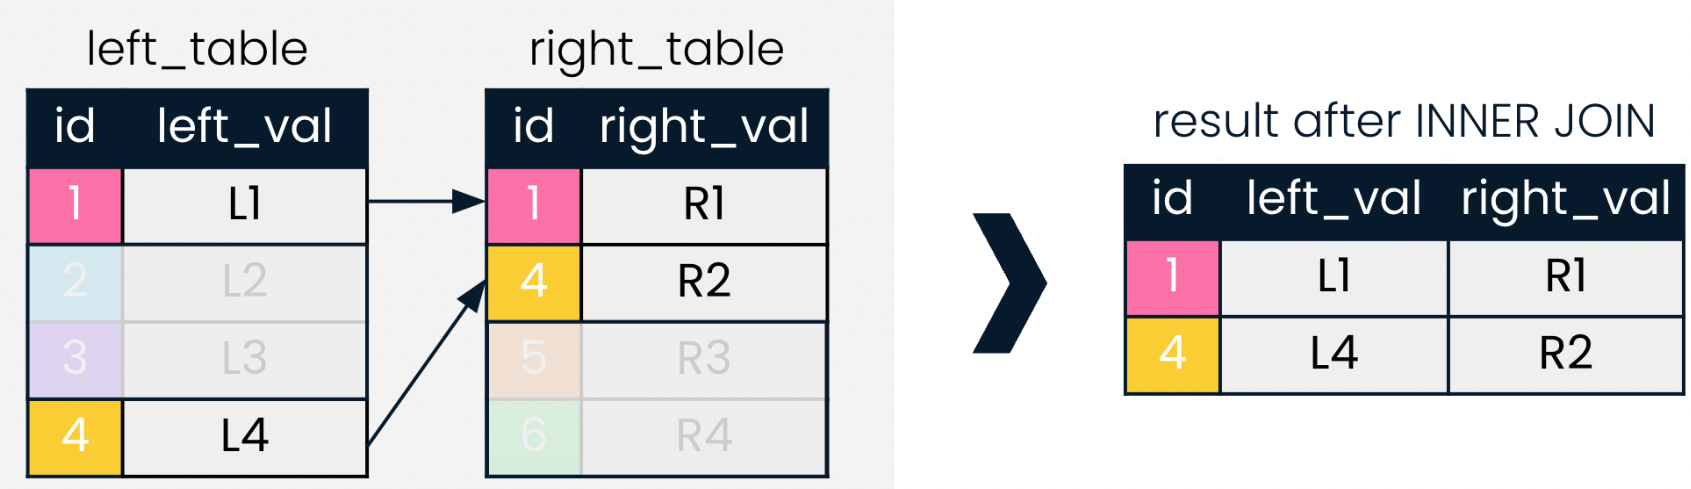 left_table
id left_val
1 L1
2 L2
3 L3
4 L4
right_table
id right_val
1 R1
4 R2
5 R3
6 R4
result after INNER JOIN
id left_val right_val
1 L1 R1
4 L4 R2